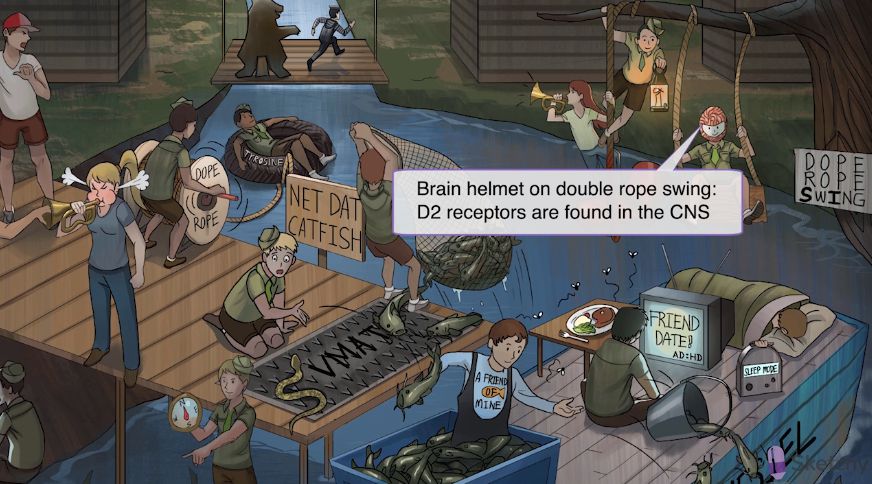 TYROSINE
DOPE
ROPE
NET DAT
CATFISH
Brain helmet on double rope swing:
D2 receptors are found in the CNS
DOPE
ROPE
SWING
VMAT
A FRIEND
OF
MINE
FRIEND
DATE!
AD:HD
SLEEP MODE
Sketchy